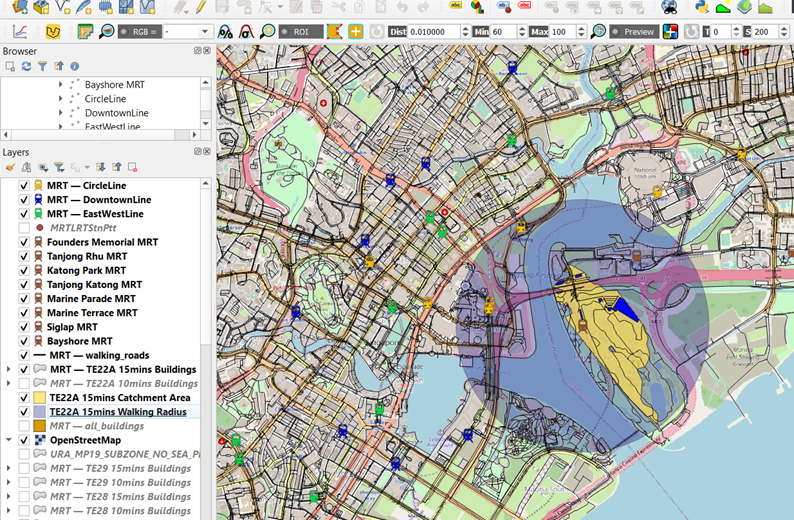 RGB =
-
ROI
Dist 0.010000
Min 60
Max 100
Preview
T 0
S 200
Browser
Bayshore MRT
CircleLine
DowntownLine
EastWestLine
Layers
MRT — CircleLine
MRT — DowntownLine
MRT — EastWestLine
MRTLRTStnPtt
Founders Memorial MRT
Tanjong Rhu MRT
Katong Park MRT
Tanjong Katong MRT
Marine Parade MRT
Marine Terrace MRT
Siglap MRT
Bayshore MRT
MRT — walking_roads
MRT — TE22A 15mins Buildings
MRT — TE22A 10mins Buildings
TE22A 15mins Catchment Area
TE22A 15mins Walking Radius
MRT — all_buildings
OpenStreetMap
URA_MP19_SUBZONE_NO_SEA_P
MRT — TE29 15mins Buildings
MRT — TE29 10mins Buildings
MRT — TE28 15mins Buildings
MRT — TE28 10mins Buildings
abc
National
Stadium